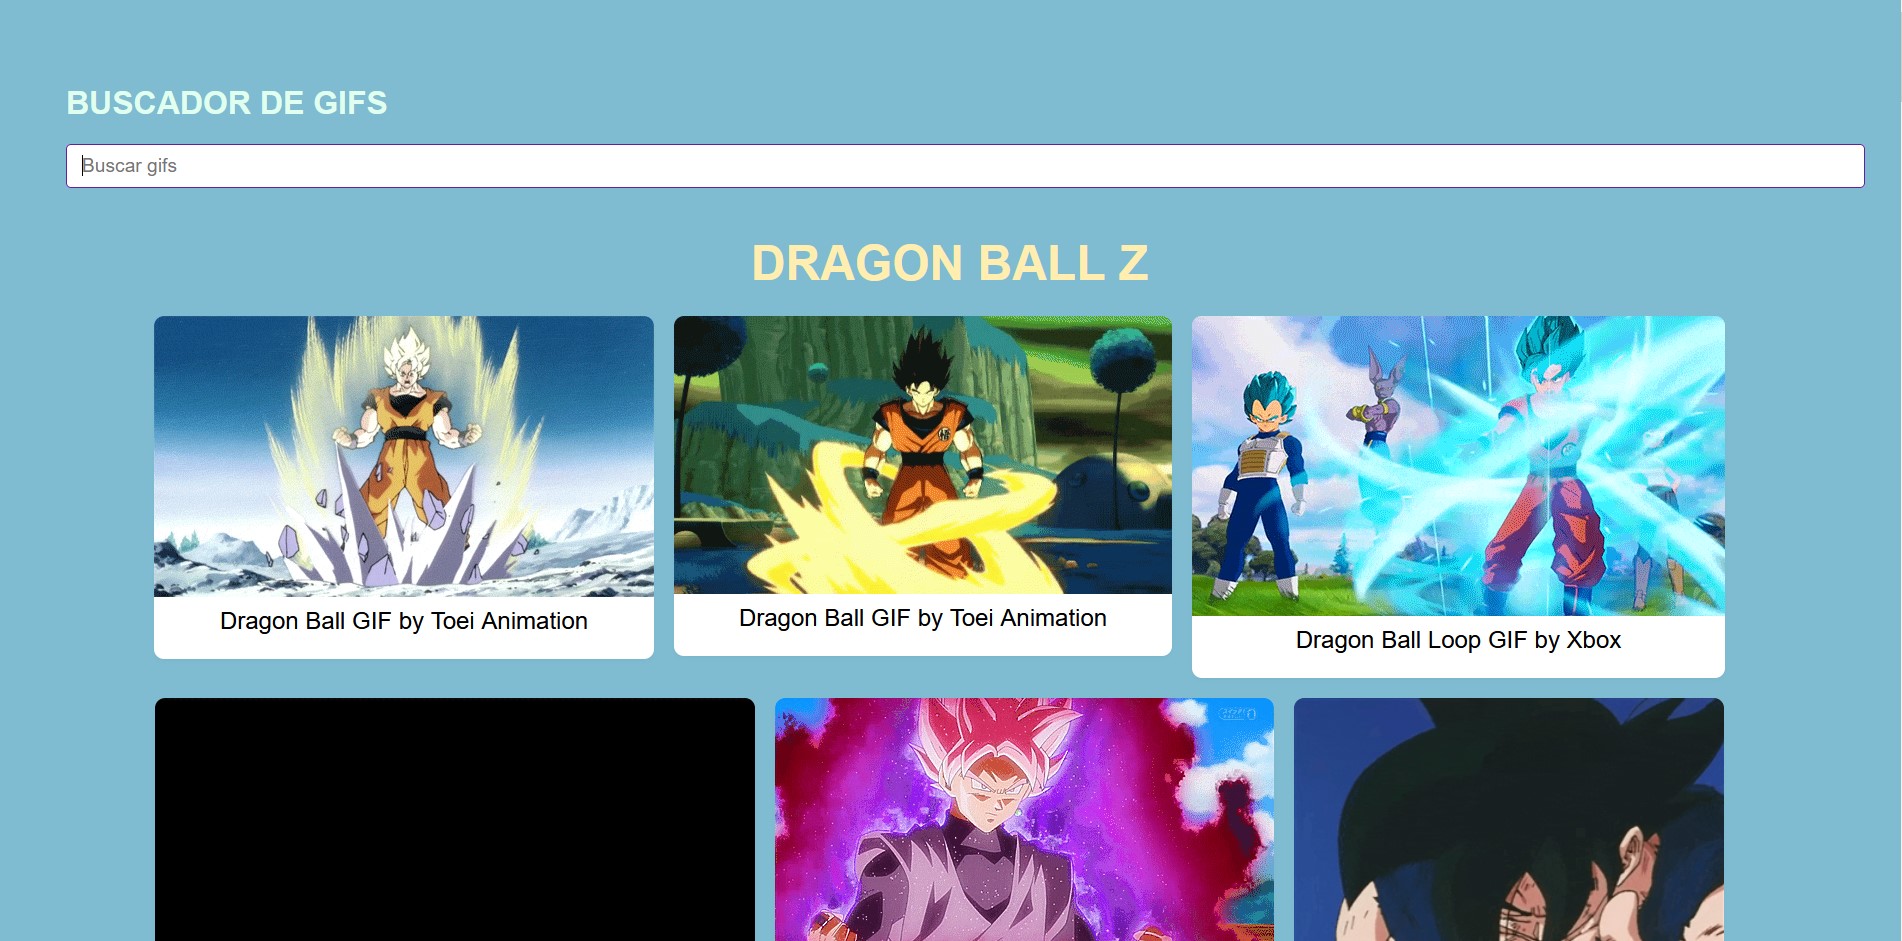 BUSCADOR DE GIFS
Buscar gifs
DRAGON BALL Z
Dragon Ball GIF by Toei Animation
Dragon Ball GIF by Toei Animation
Dragon Ball Loop GIF by Xbox